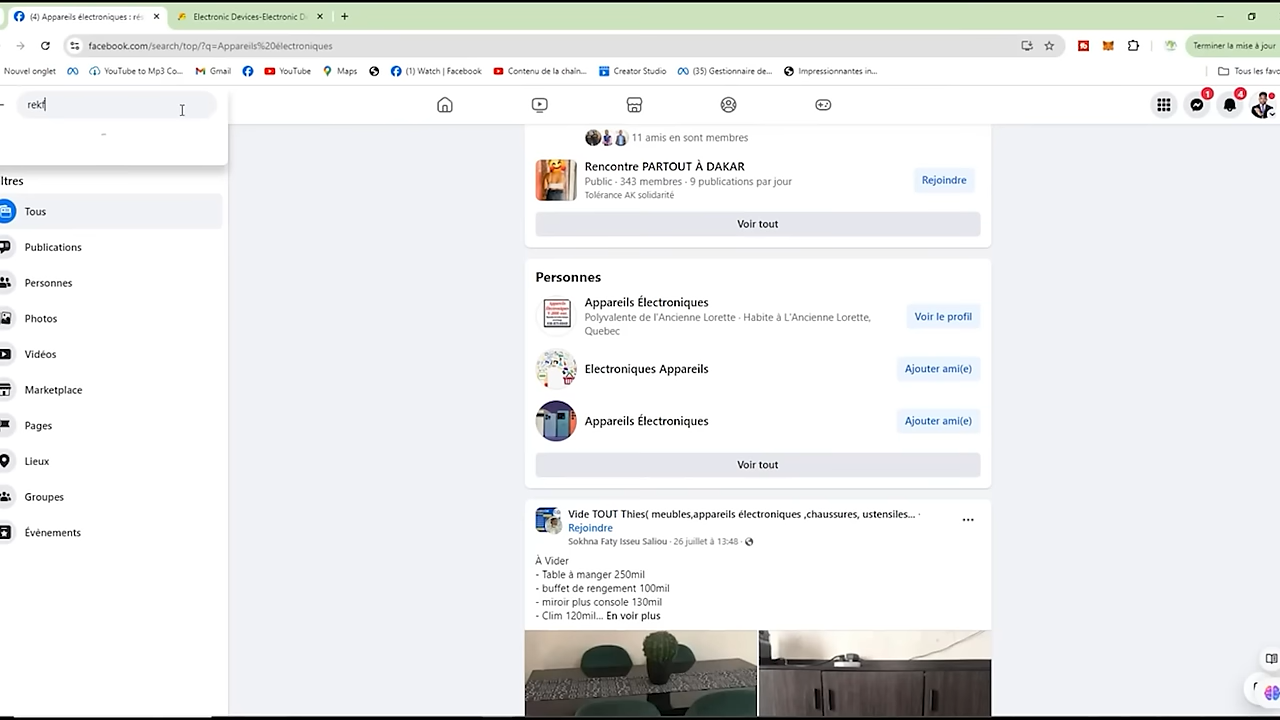 (4) Appareils électroniques : rés
Electronic Devices-Electronic D
facebook.com/search/top/?q=Appareils%20électroniques
Terminer la mise à jour
Nouvel onglet
YouTube to Mp3 Co...
Gmail
YouTube
Maps
(1) Watch | Facebook
Contenu de la chaîn...
Creator Studio
(35) Gestionnaire de...
Impressionnantes in...
Tous les favo
1
4
ltres
Tous
Publications
Personnes
Photos
Vidéos
Marketplace
Pages
Lieux
Groupes
Événements
11 amis en sont membres
Rencontre PARTOUT À DAKAR
Public · 343 membres · 9 publications par jour
Tolérance AK solidarité
Rejoindre
Voir tout
Personnes
Appareils Électroniques
Polyvalente de l'Ancienne Lorette · Habite à L'Ancienne Lorette,
Quebec
Voir le profil
Electroniques Appareils
Ajouter ami(e)
Appareils Électroniques
Ajouter ami(e)
Voir tout
Vide TOUT Thies( meubles,appareils électroniques ,chaussures, ustensiles... ·
Rejoindre
Sokhna Faty Isseu Saliou · 26 juillet à 13:48 ·
À Vider
- Table à manger 250mil
- buffet de rengement 100mil
- miroir plus console 130mil
- Clim 120mil... En voir plus